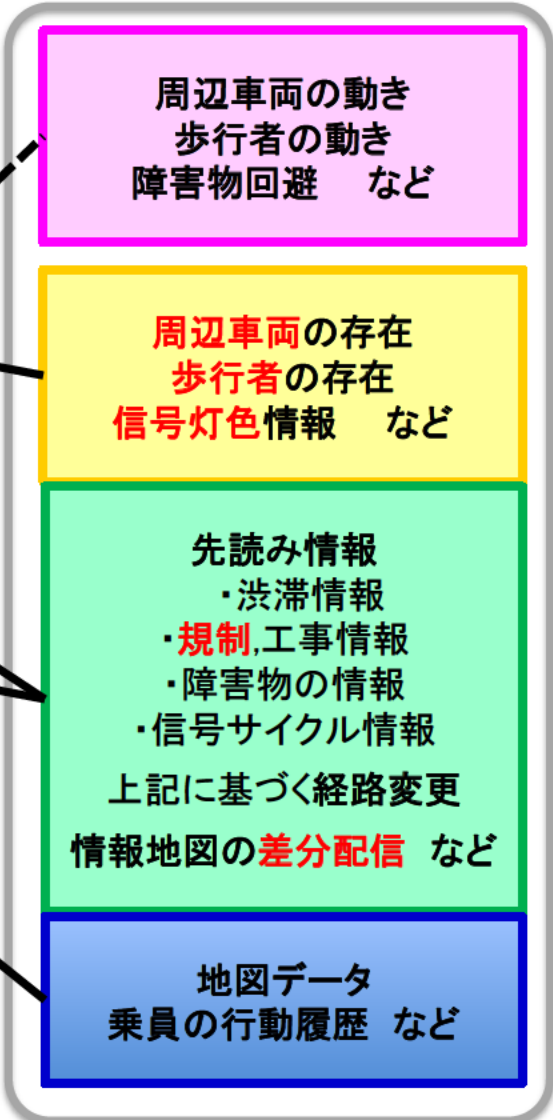 周辺車両の動き
歩行者の動き
障害物回避　など
周辺車両の存在
歩行者の存在
信号灯色情報　など
先読み情報
・渋滞情報
・規制,工事情報
・障害物の情報
・信号サイクル情報
上記に基づく経路変更
情報地図の差分配信　など
地図データ
乗員の行動履歴　など